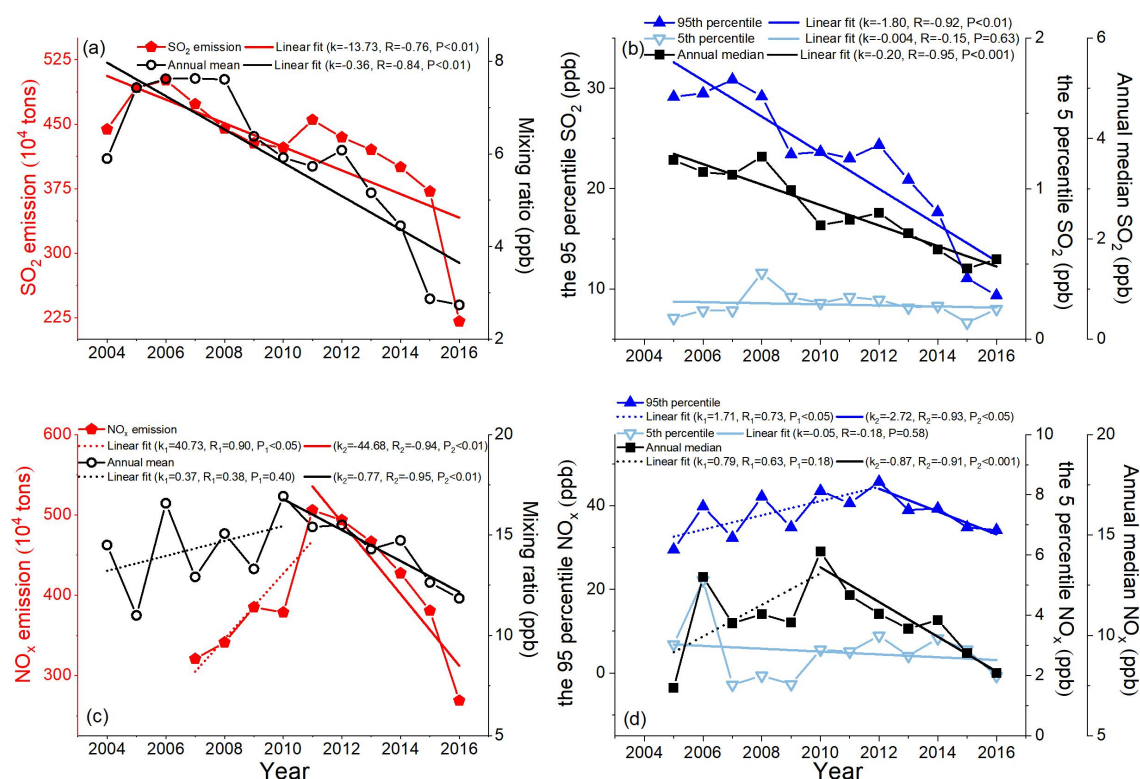 (a)
SO2 emission Linear fit (k=-13.73, R=-0.76, P<0.01)
Annual mean Linear fit (k=-0.36, R=-0.84, P<0.01)
SO2 emission (10^4 tons)
525
450
375
300
225
Mixing ratio (ppb)
8
6
4
2
2004 2006 2008 2010 2012 2014 2016
(b)
95th percentile Linear fit (k=-1.80, R=-0.92, P<0.01)
5th percentile Linear fit (k=-0.004, R=-0.15, P=0.63)
Annual median Linear fit (k=-0.20, R=-0.95, P<0.001)
the 95 percentile SO2 (ppb)
30
20
10
0
the 5 percentile SO2 (ppb)
2
1
0
Annual median SO2 (ppb)
6
4
2
0
2004 2006 2008 2010 2012 2014 2016
NOx emission
Linear fit (k1=40.73, R1=0.90, P1<0.05) (k2=-44.68, R2=-0.94, P2<0.01)
Annual mean
Linear fit (k1=0.37, R1=0.38, P1=0.40) (k2=-0.77, R2=-0.95, P2<0.01)
NOx emission (10^4 tons)
600
500
400
300
Mixing ratio (ppb)
20
15
10
5
(c)
2004 2006 2008 2010 2012 2014 2016
Year
95th percentile
Linear fit (k1=1.71, R1=0.73, P1<0.05) (k2=-2.72, R2=-0.93, P2<0.05)
5th percentile Linear fit (k=-0.05, R=-0.18, P=0.58)
Annual median
Linear fit (k1=0.79, R1=0.63, P1=0.18) (k2=-0.87, R2=-0.91, P2<0.001)
the 95 percentile NOx (ppb)
40
20
0
the 5 percentile NOx (ppb)
10
8
6
4
2
0
Annual median NOx (ppb)
20
15
10
5
(d)
2004 2006 2008 2010 2012 2014 2016
Year